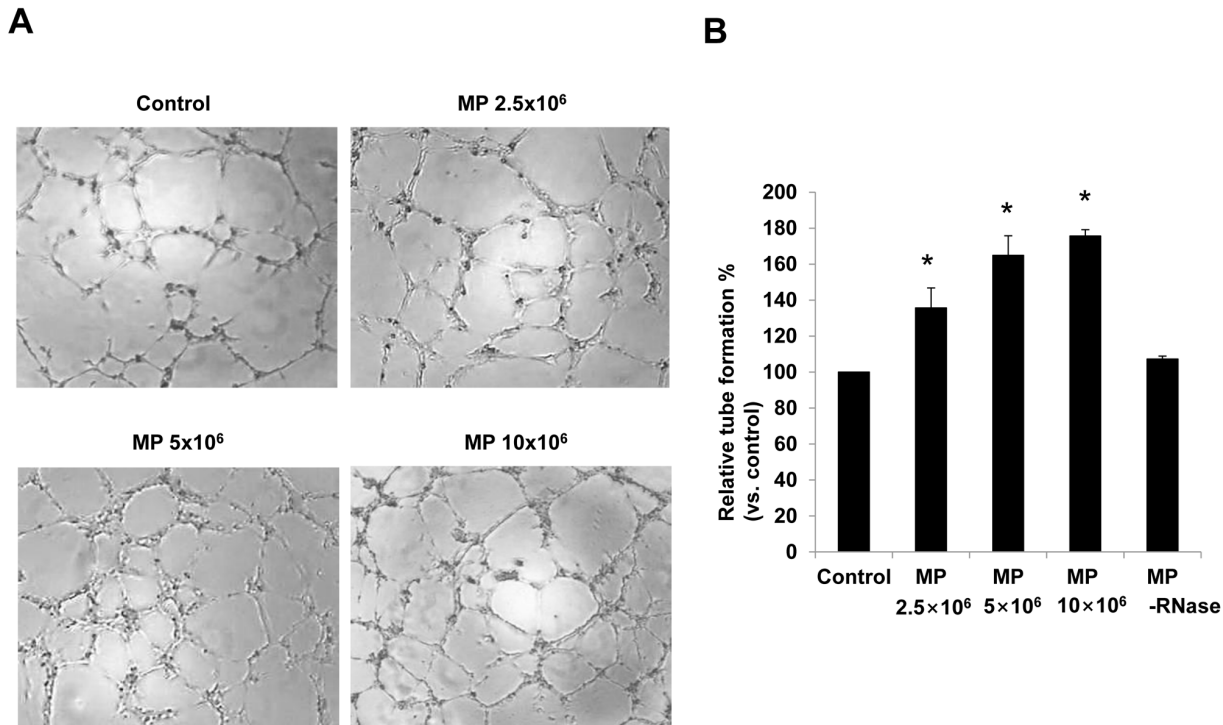 A
Control
MP 2.5x10⁶
MP 5x10⁶
MP 10x10⁶
B
Relative tube formation %
(vs. control)
200
180
160
140
120
100
80
60
40
20
0
*
*
*
Control
MP
2.5×10⁶
MP
5×10⁶
MP
10×10⁶
MP
-RNase